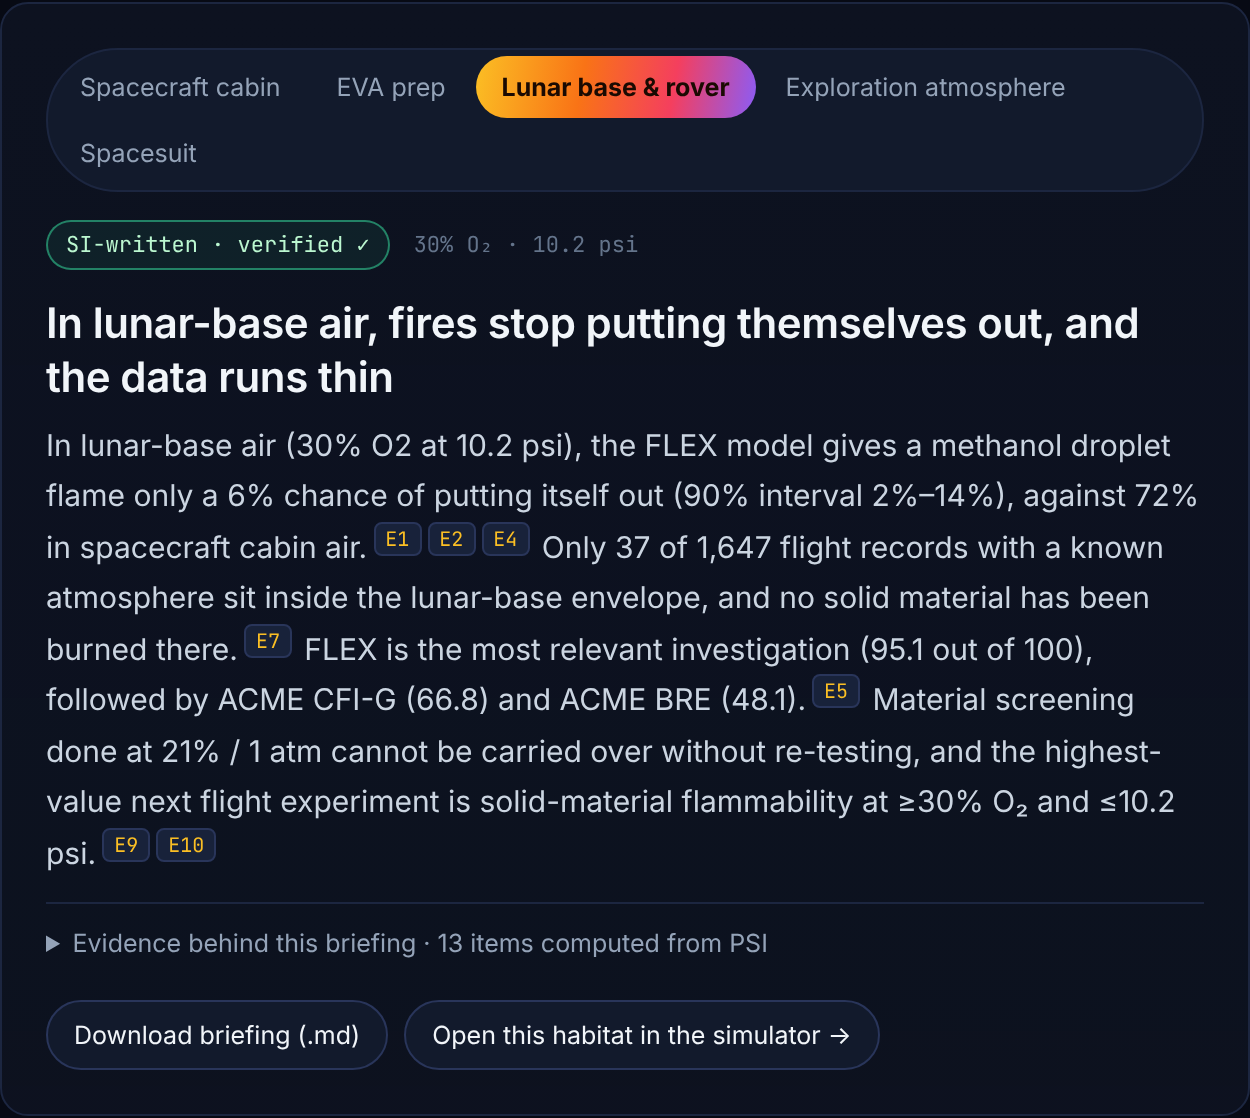 Spacecraft cabin EVA prep Lunar base & rover Exploration atmosphere
Spacesuit
SI-written · verified ✓ 30% O₂ · 10.2 psi
In lunar-base air, fires stop putting themselves out, and
the data runs thin
In lunar-base air (30% O2 at 10.2 psi), the FLEX model gives a methanol droplet
flame only a 6% chance of putting itself out (90% interval 2%–14%), against 72%
in spacecraft cabin air. E1 E2 E4 Only 37 of 1,647 flight records with a known
atmosphere sit inside the lunar-base envelope, and no solid material has been
burned there. E7 FLEX is the most relevant investigation (95.1 out of 100),
followed by ACME CFI-G (66.8) and ACME BRE (48.1). E5 Material screening
done at 21% / 1 atm cannot be carried over without re-testing, and the highest-
value next flight experiment is solid-material flammability at ≥30% O₂ and ≤10.2
psi. E9 E10
▶ Evidence behind this briefing · 13 items computed from PSI
Download briefing (.md) Open this habitat in the simulator →